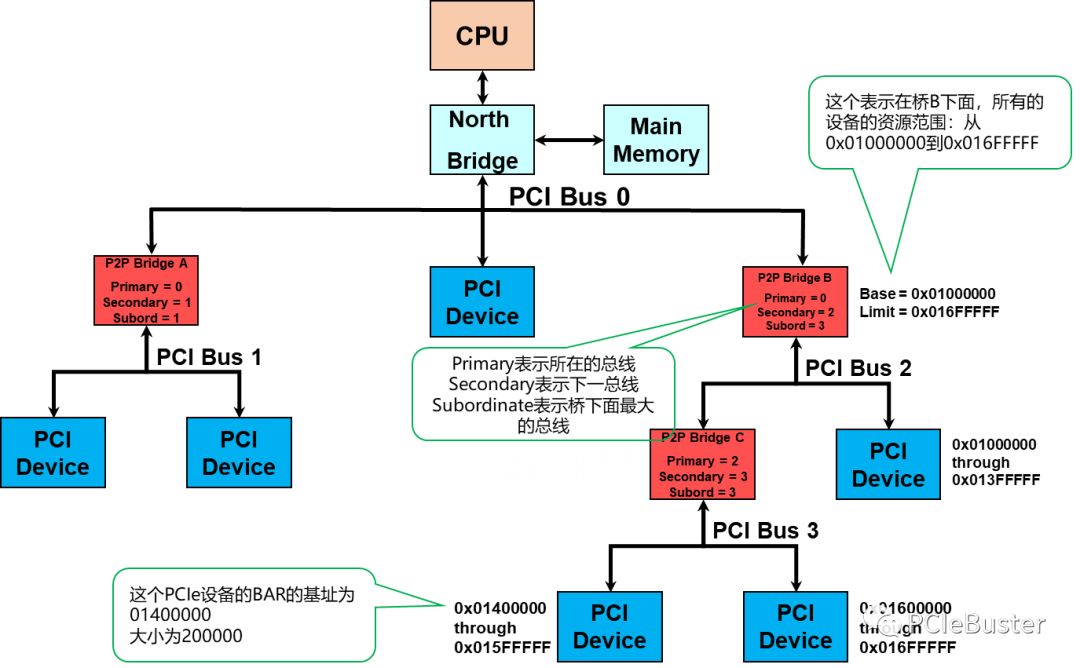 CPU
North
Bridge
Main
Memory
这个表示在桥B下面，所有的
设备的资源范围：从
0x01000000到0x016FFFFF
PCI Bus 0
P2P Bridge A
Primary = 0
Secondary = 1
Subord = 1
PCI
Device
P2P Bridge B
Primary = 0
Secondary = 2
Subord = 3
Base = 0x01000000
Limit = 0x016FFFFF
PCI Bus 1
Primary表示所在的总线
Secondary表示下一总线
Subordinate表示桥下面最大
的总线
PCI Bus 2
PCI
Device
PCI
Device
P2P Bridge C
Primary = 2
Secondary = 3
Subord = 3
PCI
Device
0x01000000
through
0x013FFFFF
PCI Bus 3
这个PCIe设备的BAR的基址为
01400000
大小为200000
0x01400000
through
0x015FFFFF
PCI
Device
PCI
Device
0x01600000
through
0x016FFFFF
PCIeBuster